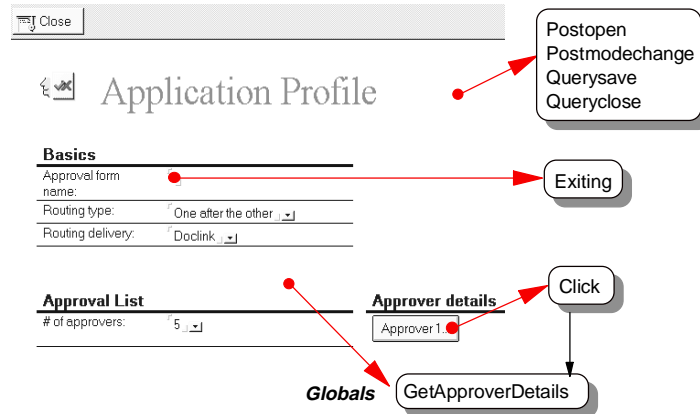 Close
Application Profile
Postopen
Postmodechange
Querysave
Queryclose
Basics
Approval form
name:
Exiting
Routing type: One after the other
Routing delivery: Doclink
Approval List
Approver details
Click
# of approvers: 5
Approver 1..
Globals
GetApproverDetails